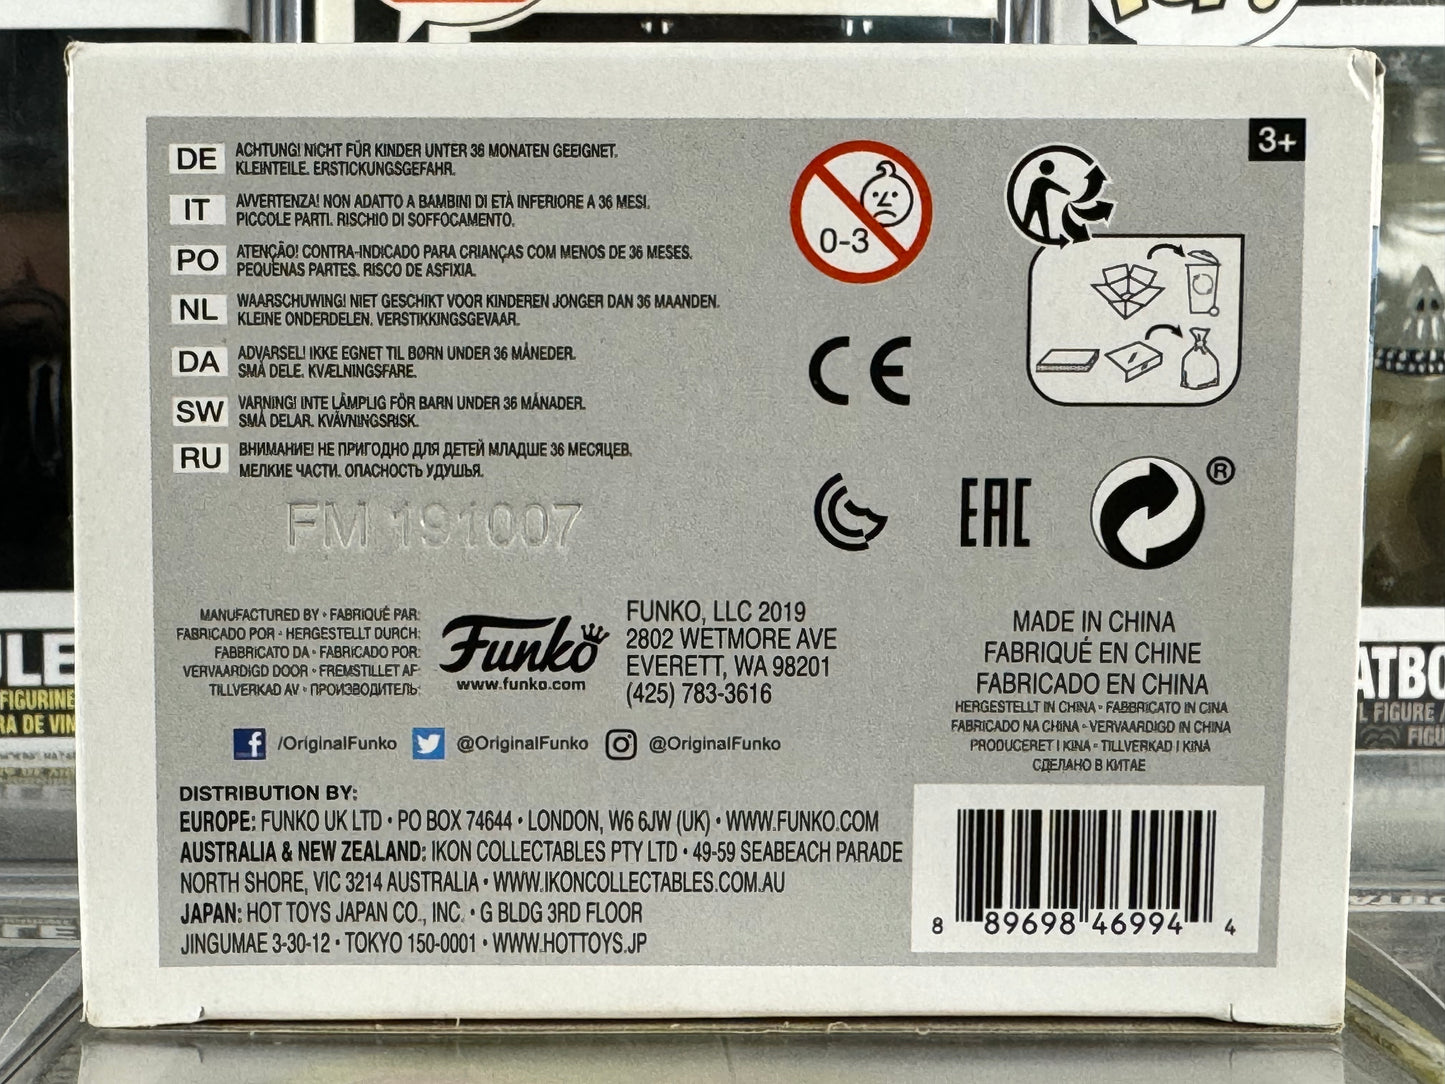 3+
DE ACHTUNG! NICHT FÜR KINDER UNTER 36 MONATEN GEEIGNET.
KLEINTEILE. ERSTICKUNGSGEFAHR.
IT AVVERTENZA! NON ADATTO A BAMBINI DI ETÀ INFERIORE A 36 MESI.
PICCOLE PARTI. RISCHIO DI SOFFOCAMENTO.
PO ATENÇÃO! CONTRA-INDICADO PARA CRIANÇAS COM MENOS DE 36 MESES.
PEQUENAS PARTES. RISCO DE ASFIXIA.
NL WAARSCHUWING! NIET GESCHIKT VOOR KINDEREN JONGER DAN 36 MAANDEN.
KLEINE ONDERDELEN. VERSTIKKINGSGEVAAR.
DA ADVARSEL! IKKE EGNET TIL BØRN UNDER 36 MÅNEDER.
SMÅ DELE. KVÆLNINGSFARE.
SW VARNING! INTE LÄMPLIG FÖR BARN UNDER 36 MÅNADER.
SMÅ DELAR. KVÄVNINGSRISK.
RU ВНИМАНИЕ! НЕ ПРИГОДНО ДЛЯ ДЕТЕЙ МЛАДШЕ 36 МЕСЯЦЕВ.
МЕЛКИЕ ЧАСТИ. ОПАСНОСТЬ УДУШЬЯ.
FM 191007
0-3
CE
EAC
®
MANUFACTURED BY • FABRIQUÉ PAR:
FABRICADO POR • HERGESTELLT DURCH:
FABBRICATO DA • FABRICADO POR:
VERVAARDIGD DOOR • FREMSTILLET AF:
TILLVERKAD AV • ПРОИЗВОДИТЕЛЬ:
Funko
www.funko.com
FUNKO, LLC 2019
2802 WETMORE AVE
EVERETT, WA 98201
(425) 783-3616
MADE IN CHINA
FABRIQUÉ EN CHINE
FABRICADO EN CHINA
HERGESTELLT IN CHINA • FABBRICATO IN CINA
FABRICADO NA CHINA • VERVAARDIGD IN CHINA
PRODUCERET I KINA • TILLVERKAD I KINA
СДЕЛАНО В КИТАЕ
f /OriginalFunko @OriginalFunko @OriginalFunko
DISTRIBUTION BY:
EUROPE: FUNKO UK LTD • PO BOX 74644 • LONDON, W6 6JW (UK) • WWW.FUNKO.COM
AUSTRALIA & NEW ZEALAND: IKON COLLECTABLES PTY LTD • 49-59 SEABEACH PARADE
NORTH SHORE, VIC 3214 AUSTRALIA • WWW.IKONCOLLECTABLES.COM.AU
JAPAN: HOT TOYS JAPAN CO., INC. • G BLDG 3RD FLOOR
JINGUMAE 3-30-12 • TOKYO 150-0001 • WWW.HOTTOYS.JP
8 89698 46994 4
FIGURINE